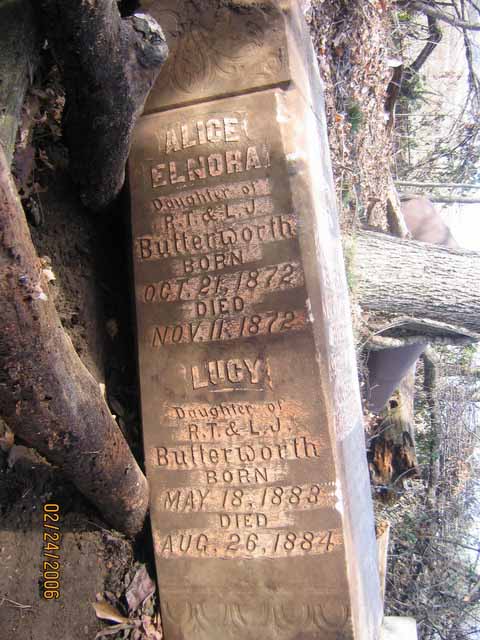 ALICE
ELNORA
Daughter of
R.T. & L.J.
Butterworth
BORN
OCT. 21, 1872
DIED
NOV. 11. 1872
LUCY
Daughter of
R.T. & L.J.
Butterworth
BORN
MAY 18, 1883
DIED
AUG. 26, 1884
02/24/2006